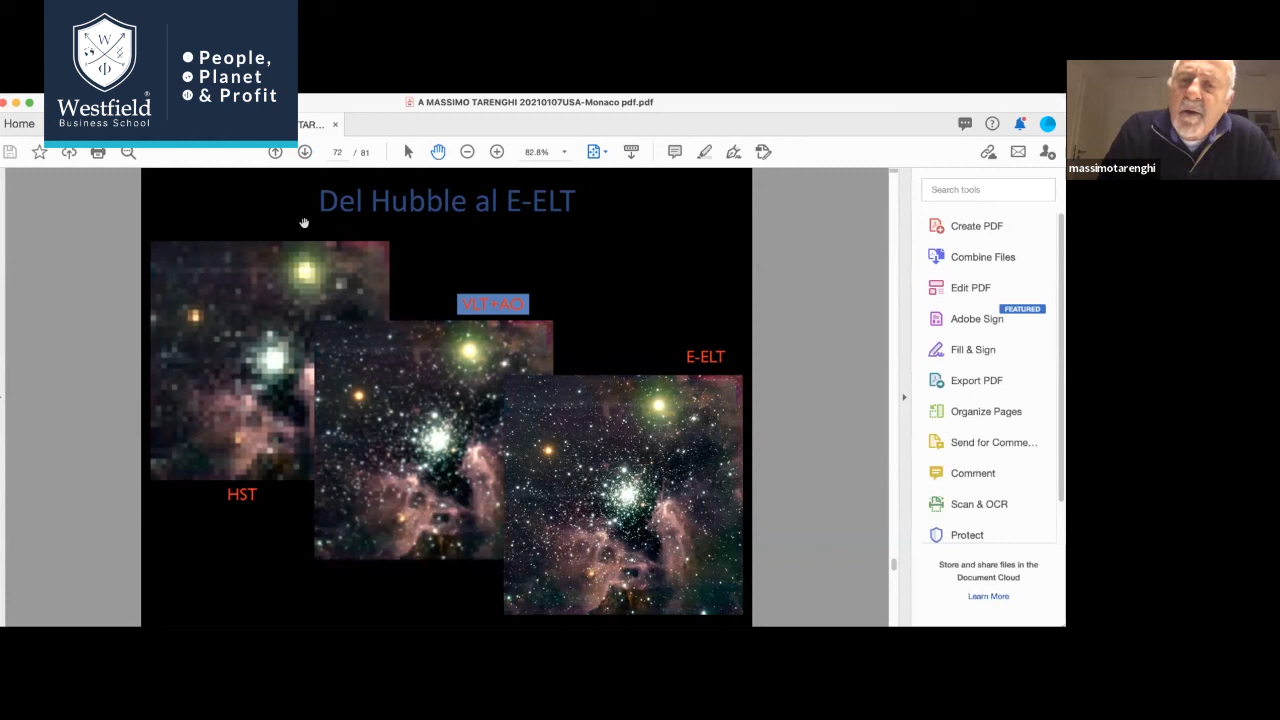 W
Φ
Westfield®
Business School
People,
Planet
& Profit
A MASSIMO TARENGHI 20210107USA-Monaco pdf.pdf
Home
TAR... ×
72 / 81
82.8%
massimotarenghi
Del Hubble al E-ELT
VLT+AO
E-ELT
HST
Search tools
Create PDF
Combine Files
Edit PDF
FEATURED
Adobe Sign
Fill & Sign
Export PDF
Organize Pages
Send for Comme...
Comment
Scan & OCR
Protect
Store and share files in the
Document Cloud
Learn More